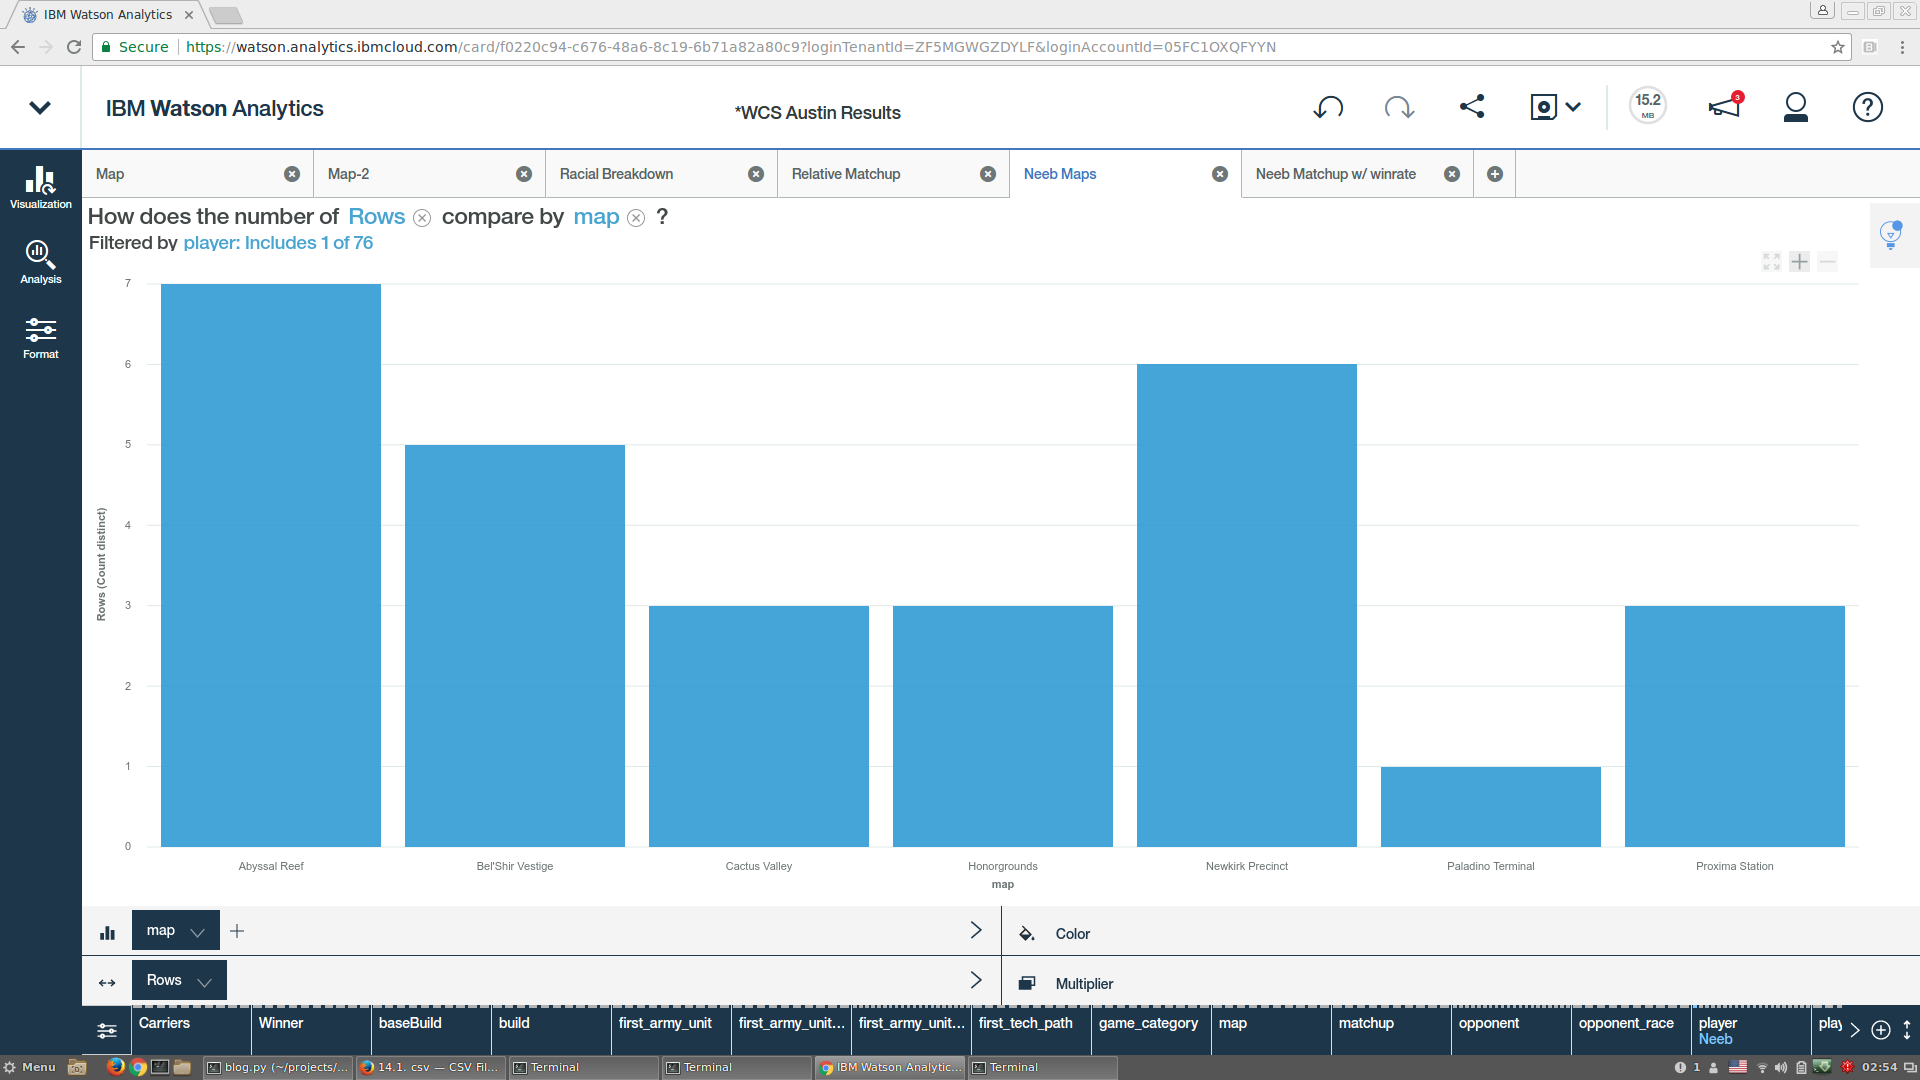 IBM Watson Analytics
Secure https://watson.analytics.ibmcloud.com/card/f0220c94-c676-48a6-8c19-6b71a82a80c9?loginTenantId=ZF5MGWGZDYLF&loginAccountId=05FC1OXQFYYN
IBM Watson Analytics
*WCS Austin Results
15.2
MB
3
?
Visualization
Analysis
Format
Map
Map-2
Racial Breakdown
Relative Matchup
Neeb Maps
Neeb Matchup w/ winrate
How does the number of Rows compare by map ?
Filtered by player: Includes 1 of 76
7
6
5
4
3
2
1
0
Rows (Count distinct)
Abyssal Reef
Bel'Shir Vestige
Cactus Valley
Honorgrounds
Newkirk Precinct
Paladino Terminal
Proxima Station
map
map
Color
Rows
Multiplier
Carriers
Winner
baseBuild
build
first_army_unit
first_army_unit...
first_army_unit...
first_tech_path
game_category
map
matchup
opponent
opponent_race
player
Neeb
play
Menu
blog.py (~/projects/...
14.1. csv — CSV Fil...
Terminal
Terminal
IBM Watson Analytic...
Terminal
1
02:54